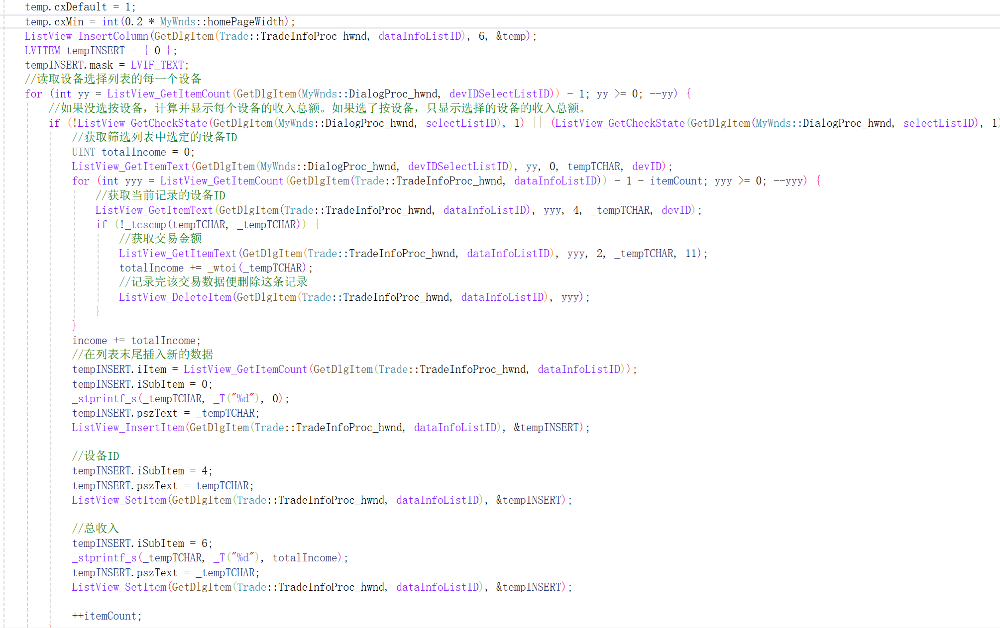 temp.cxDefault = 1;
temp.cxMin = int(0.2 * MyWnds::homePageWidth);
ListView_InsertColumn(GetDlgItem(Trade::TradeInfoProc_hwnd, dataInfoListID), 6, &temp);
LVITEM tempINSERT = { 0 };
tempINSERT.mask = LVIF_TEXT;
//读取设备选择列表的每一个设备
for (int yy = ListView_GetItemCount(GetDlgItem(MyWnds::DialogProc_hwnd, devIDSelectListID)) - 1; yy >= 0; --yy) {
//如果没选按设备，计算并显示每个设备的收入总额。如果选了按设备，只显示选择的设备的收入总额。
if (!ListView_GetCheckState(GetDlgItem(MyWnds::DialogProc_hwnd, selectListID), 1) || (ListView_GetCheckState(GetDlgItem(MyWnds::DialogProc_hwnd, selectListID), 1)
//获取筛选列表中选定的设备ID
UINT totalIncome = 0;
ListView_GetItemText(GetDlgItem(MyWnds::DialogProc_hwnd, devIDSelectListID), yy, 0, tempTCHAR, devID);
for (int yyy = ListView_GetItemCount(GetDlgItem(Trade::TradeInfoProc_hwnd, dataInfoListID)) - 1 - itemCount; yyy >= 0; --yyy) {
//获取当前记录的设备ID
ListView_GetItemText(GetDlgItem(Trade::TradeInfoProc_hwnd, dataInfoListID), yyy, 4, _tempTCHAR, devID);
if (!_tcscmp(tempTCHAR, _tempTCHAR)) {
//获取交易金额
ListView_GetItemText(GetDlgItem(Trade::TradeInfoProc_hwnd, dataInfoListID), yyy, 2, _tempTCHAR, 11);
totalIncome += _wtoi(_tempTCHAR);
//记录完该交易数据便删除这条记录
ListView_DeleteItem(GetDlgItem(Trade::TradeInfoProc_hwnd, dataInfoListID), yyy);
}
}
income += totalIncome;
//在列表末尾插入新的数据
tempINSERT.iItem = ListView_GetItemCount(GetDlgItem(Trade::TradeInfoProc_hwnd, dataInfoListID));
tempINSERT.iSubItem = 0;
_stprintf_s(_tempTCHAR, _T("%d"), 0);
tempINSERT.pszText = _tempTCHAR;
ListView_InsertItem(GetDlgItem(Trade::TradeInfoProc_hwnd, dataInfoListID), &tempINSERT);
//设备ID
tempINSERT.iSubItem = 4;
tempINSERT.pszText = tempTCHAR;
ListView_SetItem(GetDlgItem(Trade::TradeInfoProc_hwnd, dataInfoListID), &tempINSERT);
//总收入
tempINSERT.iSubItem = 6;
_stprintf_s(_tempTCHAR, _T("%d"), totalIncome);
tempINSERT.pszText = _tempTCHAR;
ListView_SetItem(GetDlgItem(Trade::TradeInfoProc_hwnd, dataInfoListID), &tempINSERT);
++itemCount;